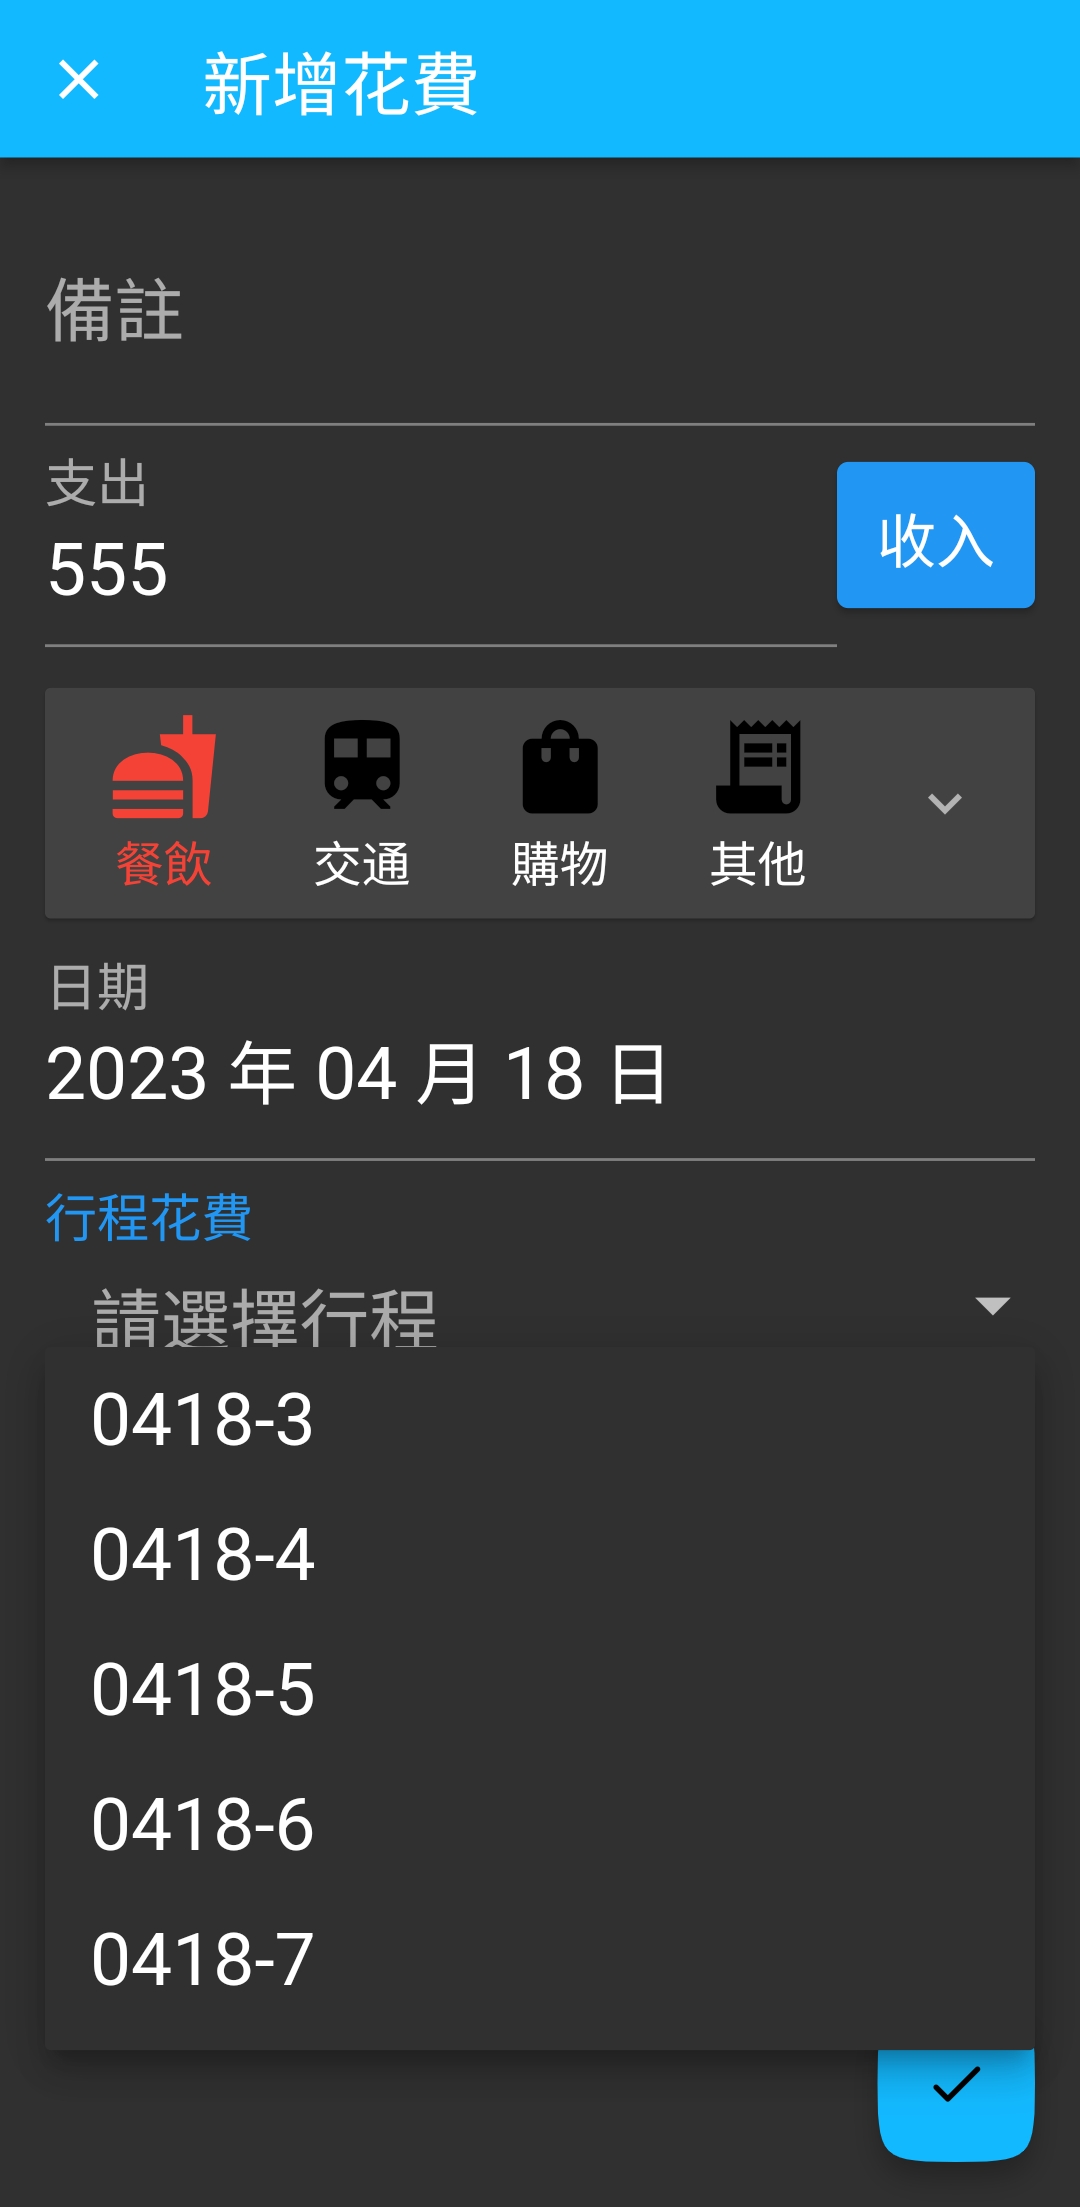 新增花費
備註
支出
555
收入
餐飲
交通
購物
其他
日期
2023 年 04 月 18 日
行程花費
請選擇行程
0418-3
0418-4
0418-5
0418-6
0418-7